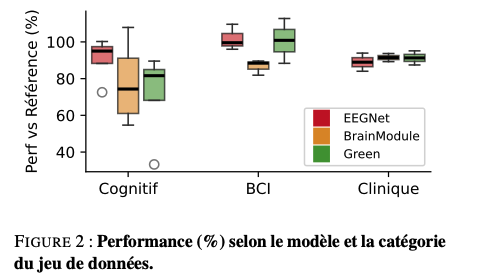 Perf vs Référence (%)
100
80
60
40
EEGNet
BrainModule
Green
Cognitif
BCI
Clinique
FIGURE 2 : Performance (%) selon le modèle et la catégorie
du jeu de données.